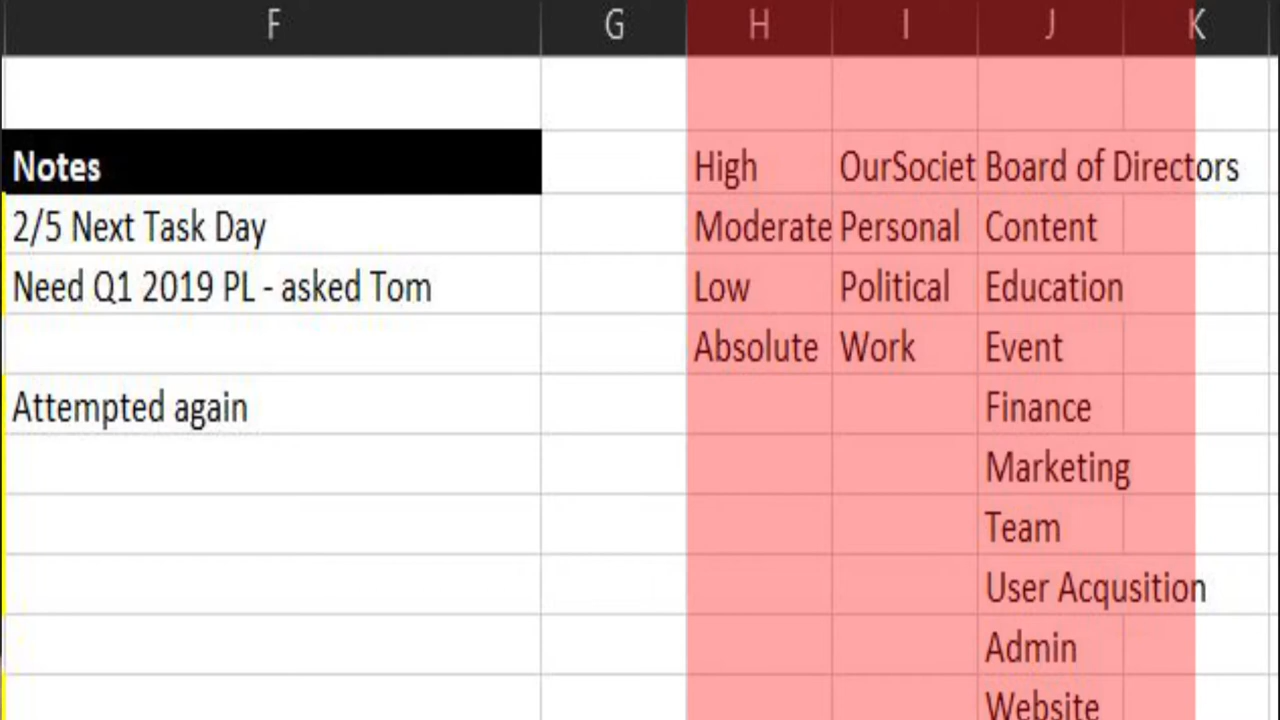 F G H I J K
Notes High OurSociet Board of Directors
2/5 Next Task Day Moderate Personal Content
Need Q1 2019 PL - asked Tom Low Political Education
Absolute Work Event
Attempted again Finance
Marketing
Team
User Acqusition
Admin
Website